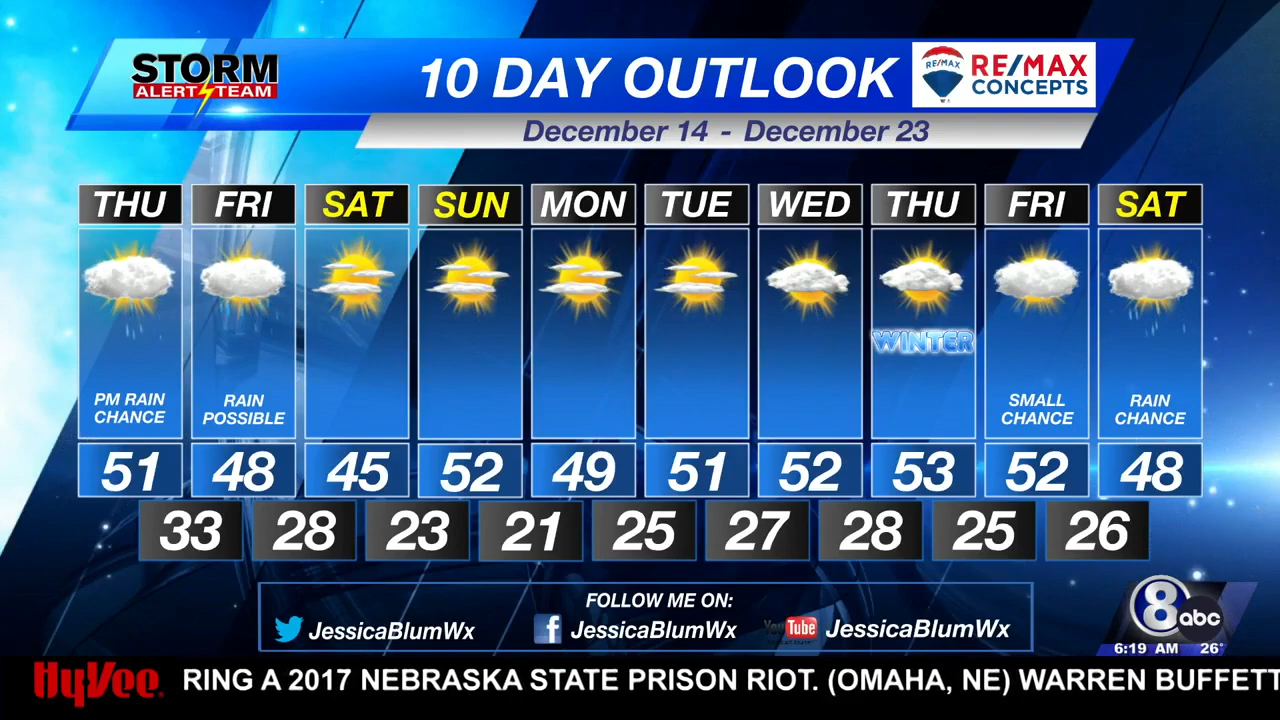 STORM
ALERT TEAM
10 DAY OUTLOOK
RE/MAX
RE/MAX
CONCEPTS
December 14 - December 23
THU FRI SAT SUN MON TUE WED THU FRI SAT
WINTER
PM RAIN
CHANCE
RAIN
POSSIBLE
SMALL
CHANCE
RAIN
CHANCE
51 48 45 52 49 51 52 53 52 48
33 28 23 21 25 27 28 25 26
FOLLOW ME ON:
JessicaBlumWx
f JessicaBlumWx
YouTube JessicaBlumWx
8 abc
6:19 AM 26°
HyVee RING A 2017 NEBRASKA STATE PRISON RIOT. (OMAHA, NE) WARREN BUFFETT